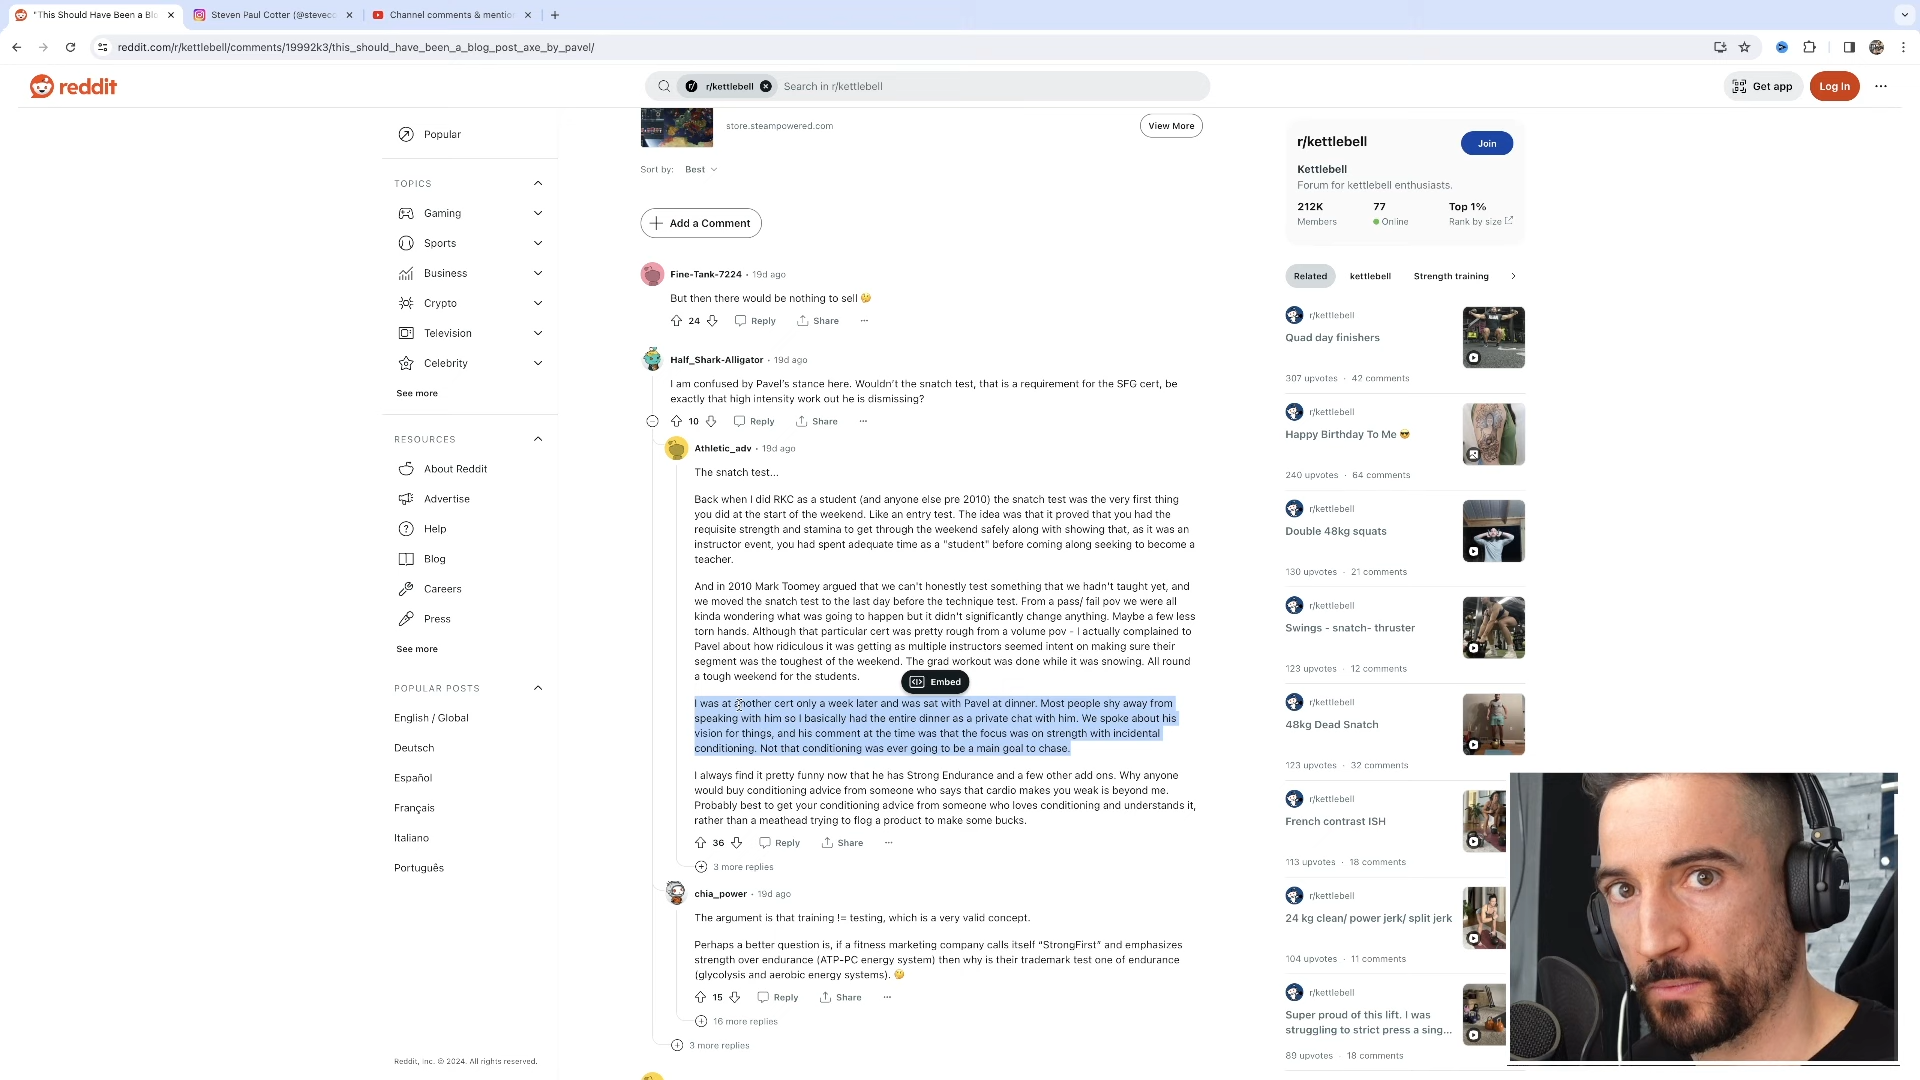 "This Should Have Been a Blo
Steven Paul Cotter (@steveco
Channel comments & mention
reddit.com/r/kettlebell/comments/19992k3/this_should_have_been_a_blog_post_axe_by_pavel/
reddit
r/kettlebell
Search in r/kettlebell
Get app
Log In
Popular
TOPICS
Gaming
Sports
Business
Crypto
Television
Celebrity
See more
RESOURCES
About Reddit
Advertise
Help
Blog
Careers
Press
See more
POPULAR POSTS
English / Global
Deutsch
Español
Français
Italiano
Português
Reddit, Inc. © 2024. All rights reserved.
store.steampowered.com
View More
Sort by: Best
Add a Comment
Fine-Tank-7224 • 19d ago
But then there would be nothing to sell 🤔
24 Reply Share
Half_Shark-Alligator • 19d ago
I am confused by Pavel's stance here. Wouldn't the snatch test, that is a requirement for the SFG cert, be
exactly that high intensity work out he is dismissing?
10 Reply Share
Athletic_adv • 19d ago
The snatch test...
Back when I did RKC as a student (and anyone else pre 2010) the snatch test was the very first thing
you did at the start of the weekend. Like an entry test. The idea was that it proved that you had the
requisite strength and stamina to get through the weekend safely along with showing that, as it was an
instructor event, you had spent adequate time as a "student" before coming along seeking to become a
teacher.
And in 2010 Mark Toomey argued that we can't honestly test something that we hadn't taught yet, and
we moved the snatch test to the last day before the technique test. From a pass/ fail pov we were all
kinda wondering what was going to happen but it didn't significantly change anything. Maybe a few less
torn hands. Although that particular cert was pretty rough from a volume pov - I actually complained to
Pavel about how ridiculous it was getting as multiple instructors seemed intent on making sure their
segment was the toughest of the weekend. The grad workout was done while it was snowing. All round
a tough weekend for the students.
Embed
I was at another cert only a week later and was sat with Pavel at dinner. Most people shy away from
speaking with him so I basically had the entire dinner as a private chat with him. We spoke about his
vision for things, and his comment at the time was that the focus was on strength with incidental
conditioning. Not that conditioning was ever going to be a main goal to chase.
I always find it pretty funny now that he has Strong Endurance and a few other add ons. Why anyone
would buy conditioning advice from someone who says that cardio makes you weak is beyond me.
Probably best to get your conditioning advice from someone who loves conditioning and understands it,
rather than a meathead trying to flog a product to make some bucks.
36 Reply Share
3 more replies
chia_power • 19d ago
The argument is that training != testing, which is a very valid concept.
Perhaps a better question is, if a fitness marketing company calls itself “StrongFirst” and emphasizes
strength over endurance (ATP-PC energy system) then why is their trademark test one of endurance
(glycolysis and aerobic energy systems). 🤔
15 Reply Share
16 more replies
3 more replies
r/kettlebell
Join
Kettlebell
Forum for kettlebell enthusiasts.
212K 77 Top 1%
Members Online Rank by size
Related kettlebell Strength training
r/kettlebell
Quad day finishers
307 upvotes · 42 comments
r/kettlebell
Happy Birthday To Me 😎
240 upvotes · 64 comments
r/kettlebell
Double 48kg squats
130 upvotes · 21 comments
r/kettlebell
Swings - snatch- thruster
123 upvotes · 12 comments
r/kettlebell
48kg Dead Snatch
123 upvotes · 32 comments
r/kettlebell
French contrast ISH
113 upvotes · 18 comments
r/kettlebell
24 kg clean/ power jerk/ split jerk
104 upvotes · 11 comments
r/kettlebell
Super proud of this lift. I was
struggling to strict press a sing...
89 upvotes · 18 comments